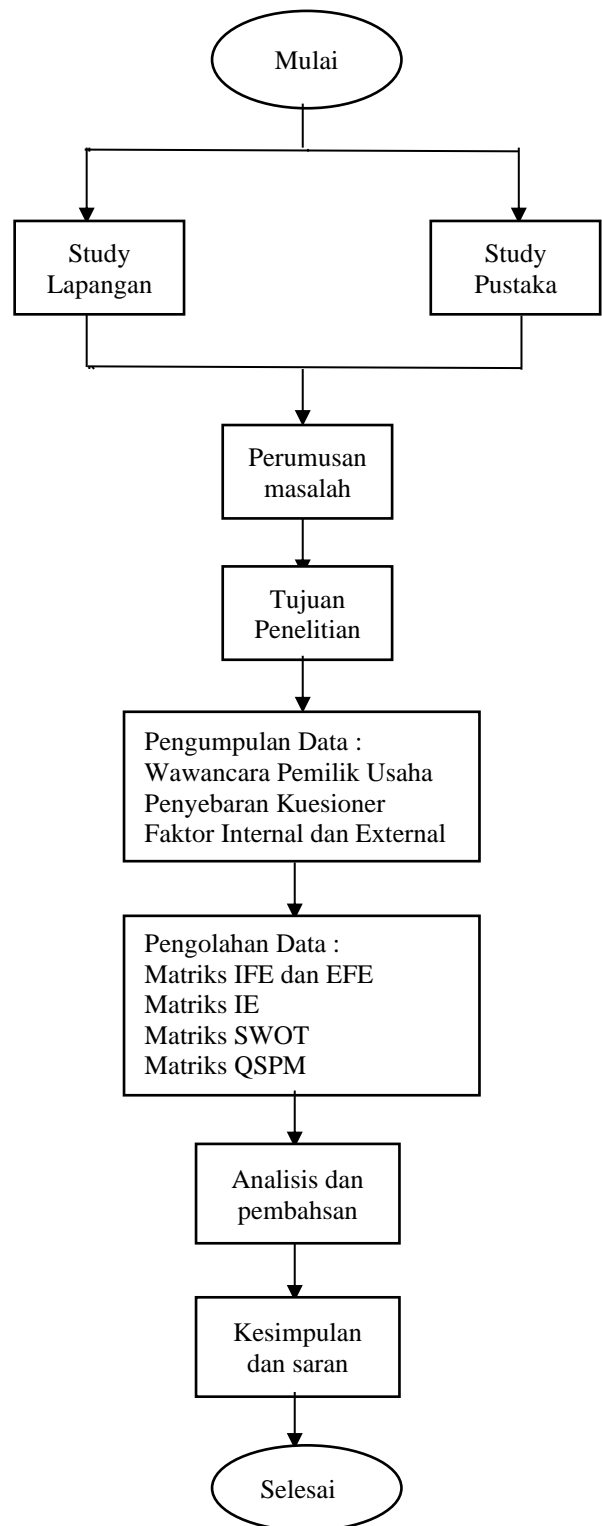 Mulai
Study
Lapangan
Study
Pustaka
Perumusan
masalah
Tujuan
Penelitian
Pengumpulan Data :
Wawancara Pemilik Usaha
Penyebaran Kuesioner
Faktor Internal dan External
Pengolahan Data :
Matriks IFE dan EFE
Matriks IE
Matriks SWOT
Matriks QSPM
Analisis dan
pembahsan
Kesimpulan
dan saran
Selesai